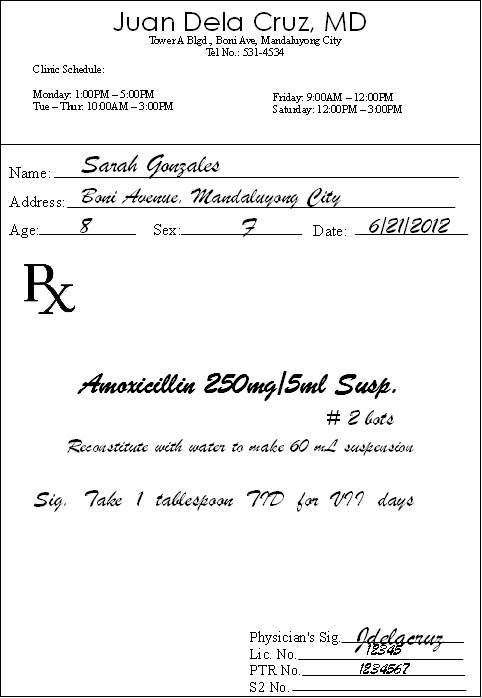 Juan Dela Cruz, MD
Tower A Blgd., Boni Ave, Mandaluyong City
Tel No.: 531-4534
Clinic Schedule:
Monday: 1:00PM – 5:00PM
Tue – Thur: 10:00AM – 3:00PM
Friday: 9:00AM – 12:00PM
Saturday: 12:00PM – 3:00PM
Name: Sarah Gonzales
Address: Boni Avenue, Mandaluyong City
Age: 8 Sex: F Date: 6/21/2012
Rx
Amoxicillin 250mg/5ml Susp.
# 2 bots
Reconstitute with water to make 60 mL suspension
Sig. Take 1 tablespoon TID for VII days
Physician's Sig. Jdelacruz
Lic. No. 12345
PTR No. 1234567
S2 No.